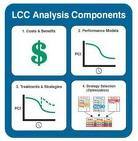 LCC Analysis Components
1. Costs & Benefits
2. Performance Models
$
PCI
3. Treatments & Strategies
4. Strategy Selection
(Optimization)
PCI